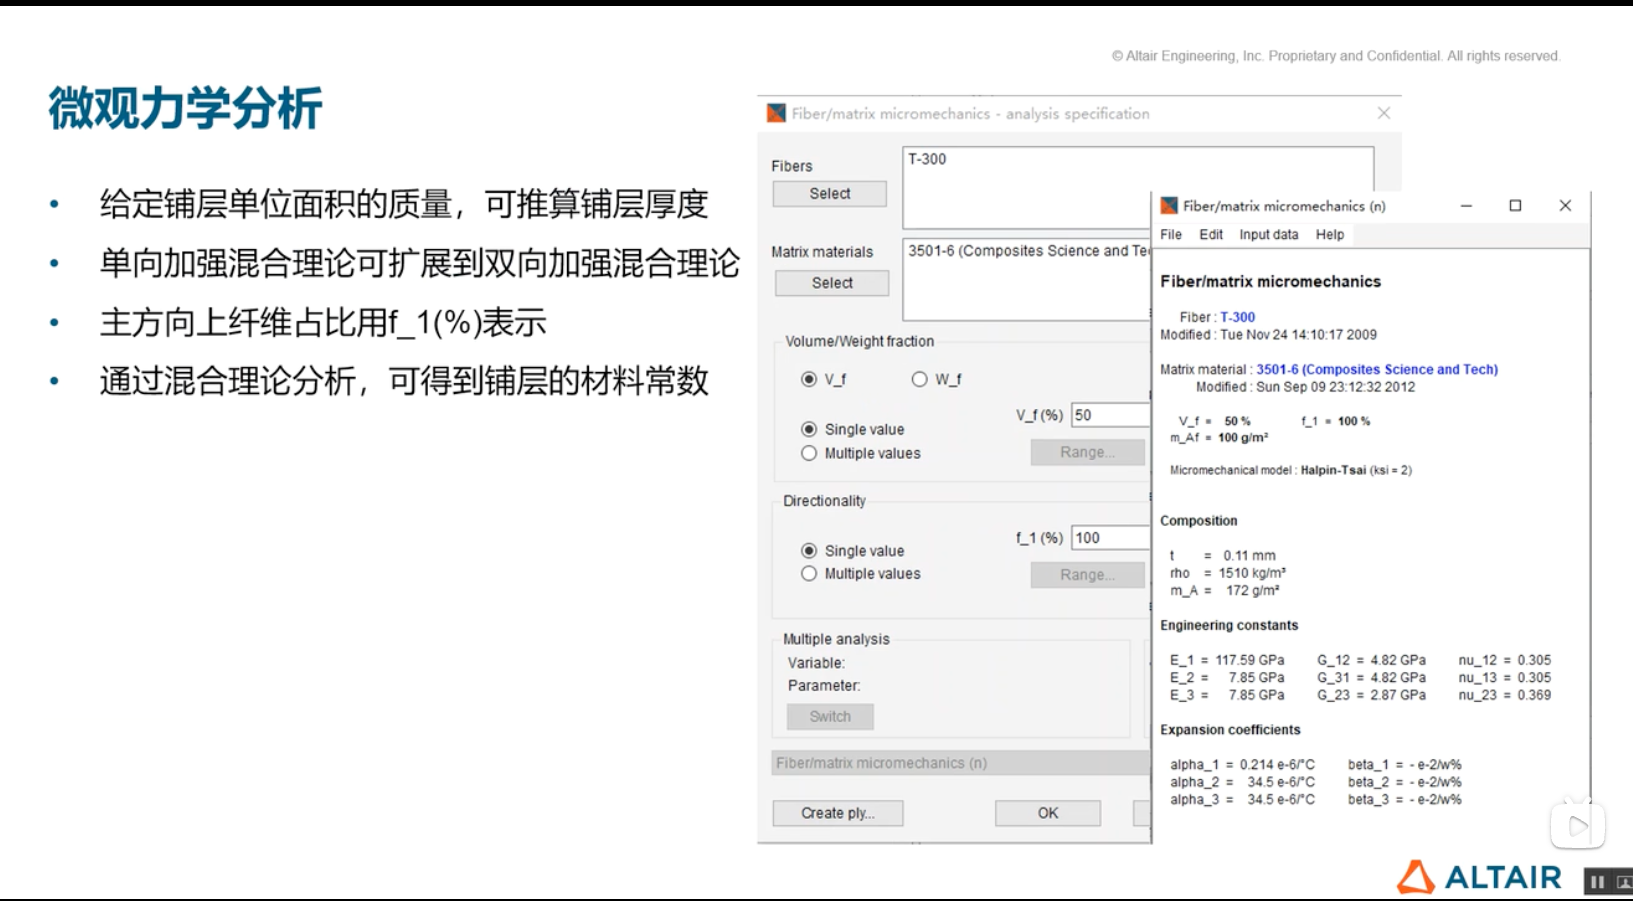 © Altair Engineering, Inc. Proprietary and Confidential. All rights reserved.
微观力学分析
• 给定铺层单位面积的质量，可推算铺层厚度
• 单向加强混合理论可扩展到双向加强混合理论
• 主方向上纤维占比用f_1(%)表示
• 通过混合理论分析，可得到铺层的材料常数
Fiber/matrix micromechanics - analysis specification
Fibers
T-300
Select
Matrix materials
3501-6 (Composites Science and Te
Select
Volume/Weight fraction
V_f
W_f
V_f (%) 50
Single value
Multiple values
Range...
Directionality
f_1 (%) 100
Single value
Multiple values
Range...
Multiple analysis
Variable:
Parameter:
Switch
Fiber/matrix micromechanics (n)
Create ply...
OK
Fiber/matrix micromechanics (n)
File Edit Input data Help
Fiber/matrix micromechanics
Fiber : T-300
Modified : Tue Nov 24 14:10:17 2009
Matrix material : 3501-6 (Composites Science and Tech)
Modified : Sun Sep 09 23:12:32 2012
V_f = 50 % f_1 = 100 %
m_Af = 100 g/m²
Micromechanical model : Halpin-Tsai (ksi = 2)
Composition
t = 0.11 mm
rho = 1510 kg/m³
m_A = 172 g/m²
Engineering constants
E_1 = 117.59 GPa G_12 = 4.82 GPa nu_12 = 0.305
E_2 = 7.85 GPa G_31 = 4.82 GPa nu_13 = 0.305
E_3 = 7.85 GPa G_23 = 2.87 GPa nu_23 = 0.369
Expansion coefficients
alpha_1 = 0.214 e-6/°C beta_1 = - e-2/w%
alpha_2 = 34.5 e-6/°C beta_2 = - e-2/w%
alpha_3 = 34.5 e-6/°C beta_3 = - e-2/w%
ALTAIR